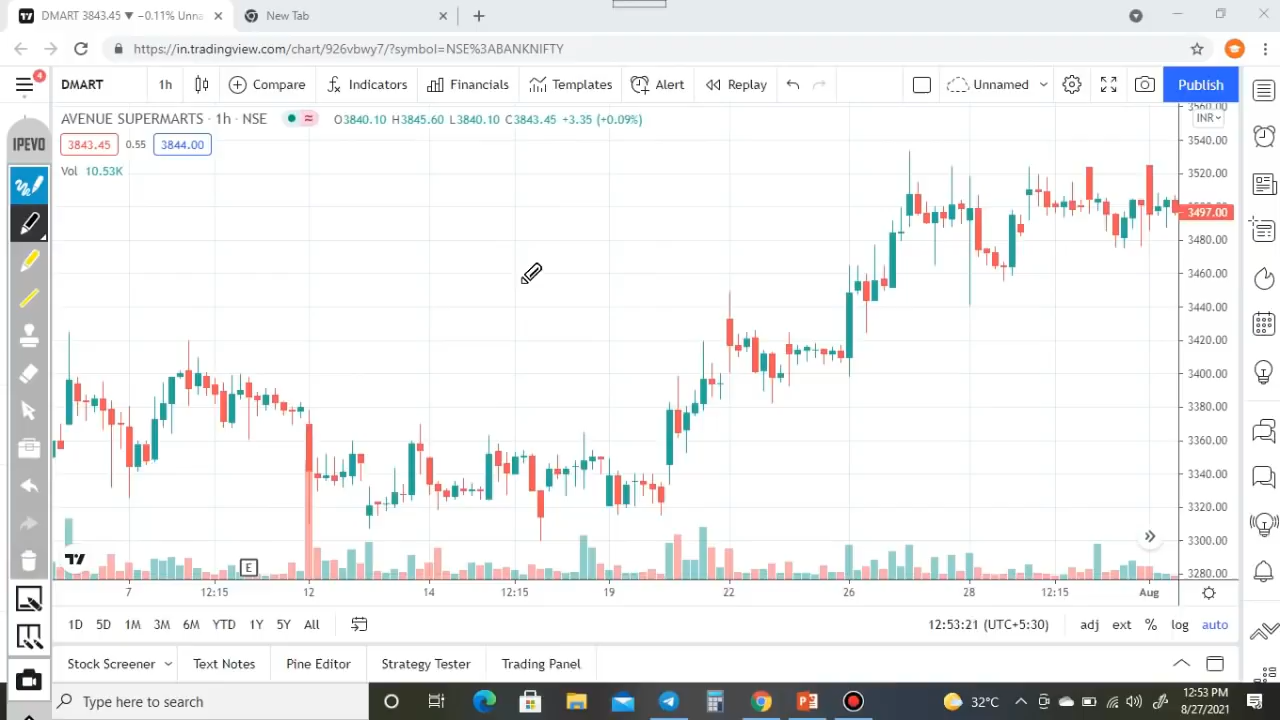 DMART 3843.45 ▼ −0.11% Unna
New Tab
https://in.tradingview.com/chart/926vbwy7/?symbol=NSE%3ABANKNIFTY
4
DMART
1h
Compare
Indicators
Financials
Templates
Alert
Replay
Unnamed
Publish
AVENUE SUPERMARTS · 1h · NSE
O3840.10 H3845.60 L3840.10 C3843.45 +3.35 (+0.09%)
INR
3843.45 0.55 3844.00
Vol 10.53K
IPEVO
3560.00
3540.00
3520.00
3497.00
3480.00
3460.00
3440.00
3420.00
3400.00
3380.00
3360.00
3340.00
3320.00
3300.00
3280.00
E
7 12:15 12 14 12:15 19 22 26 28 12:15 Aug
1D 5D 1M 3M 6M YTD 1Y 5Y All
12:53:21 (UTC+5:30) adj ext % log auto
Stock Screener Text Notes Pine Editor Strategy Tester Trading Panel
Type here to search
32°C
12:53 PM
8/27/2021